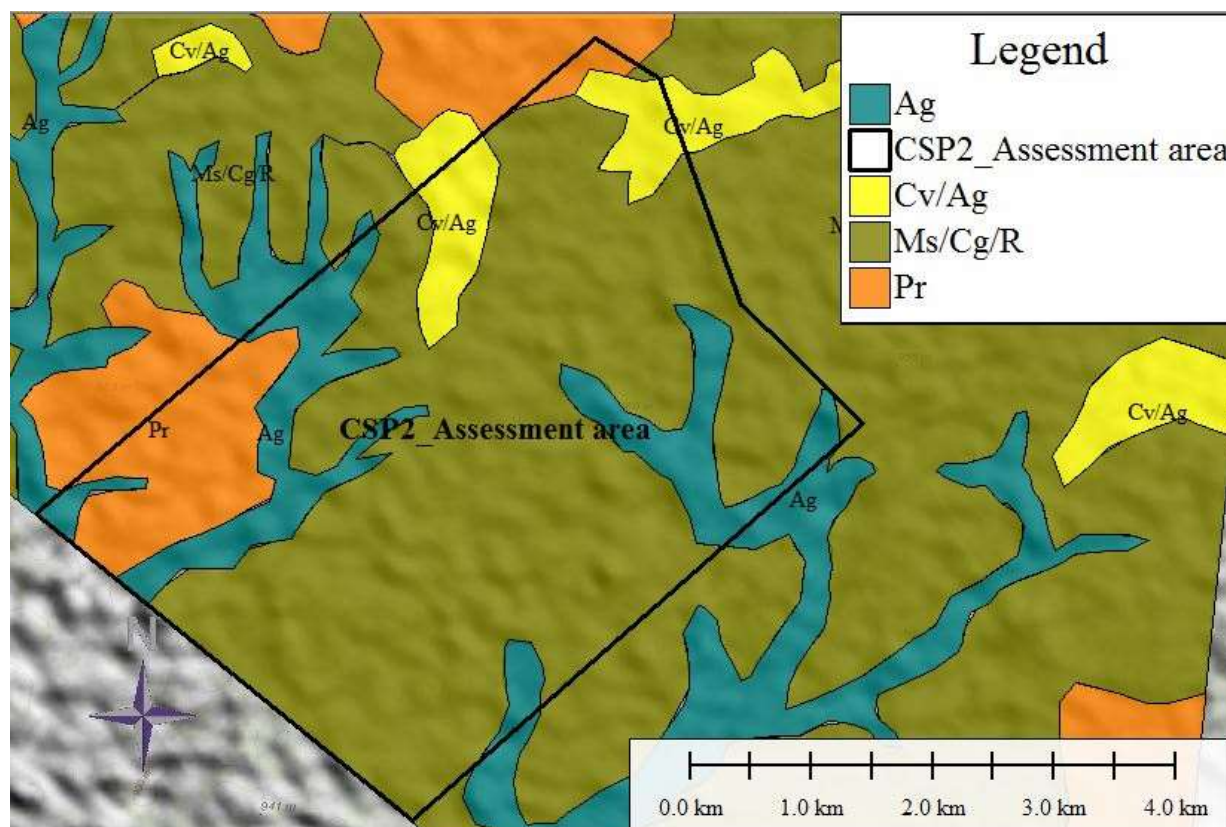 Legend
Ag
CSP2_Assessment area
Cv/Ag
Ms/Cg/R
Pr
Cv/Ag
Ag
Cv/Ag
Ms/Cg/R
Cv/Ag
M
Cv/Ag
Pr
Ag
CSP2_Assessment area
Ag
N
941 m
0.0 km 1.0 km 2.0 km 3.0 km 4.0 km